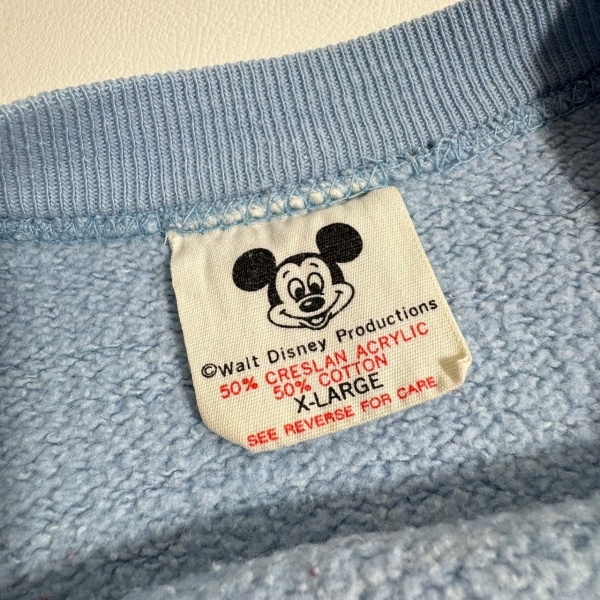 ©Walt Disney Productions
50% CRESLAN ACRYLIC
50% COTTON
X-LARGE
SEE REVERSE FOR CARE